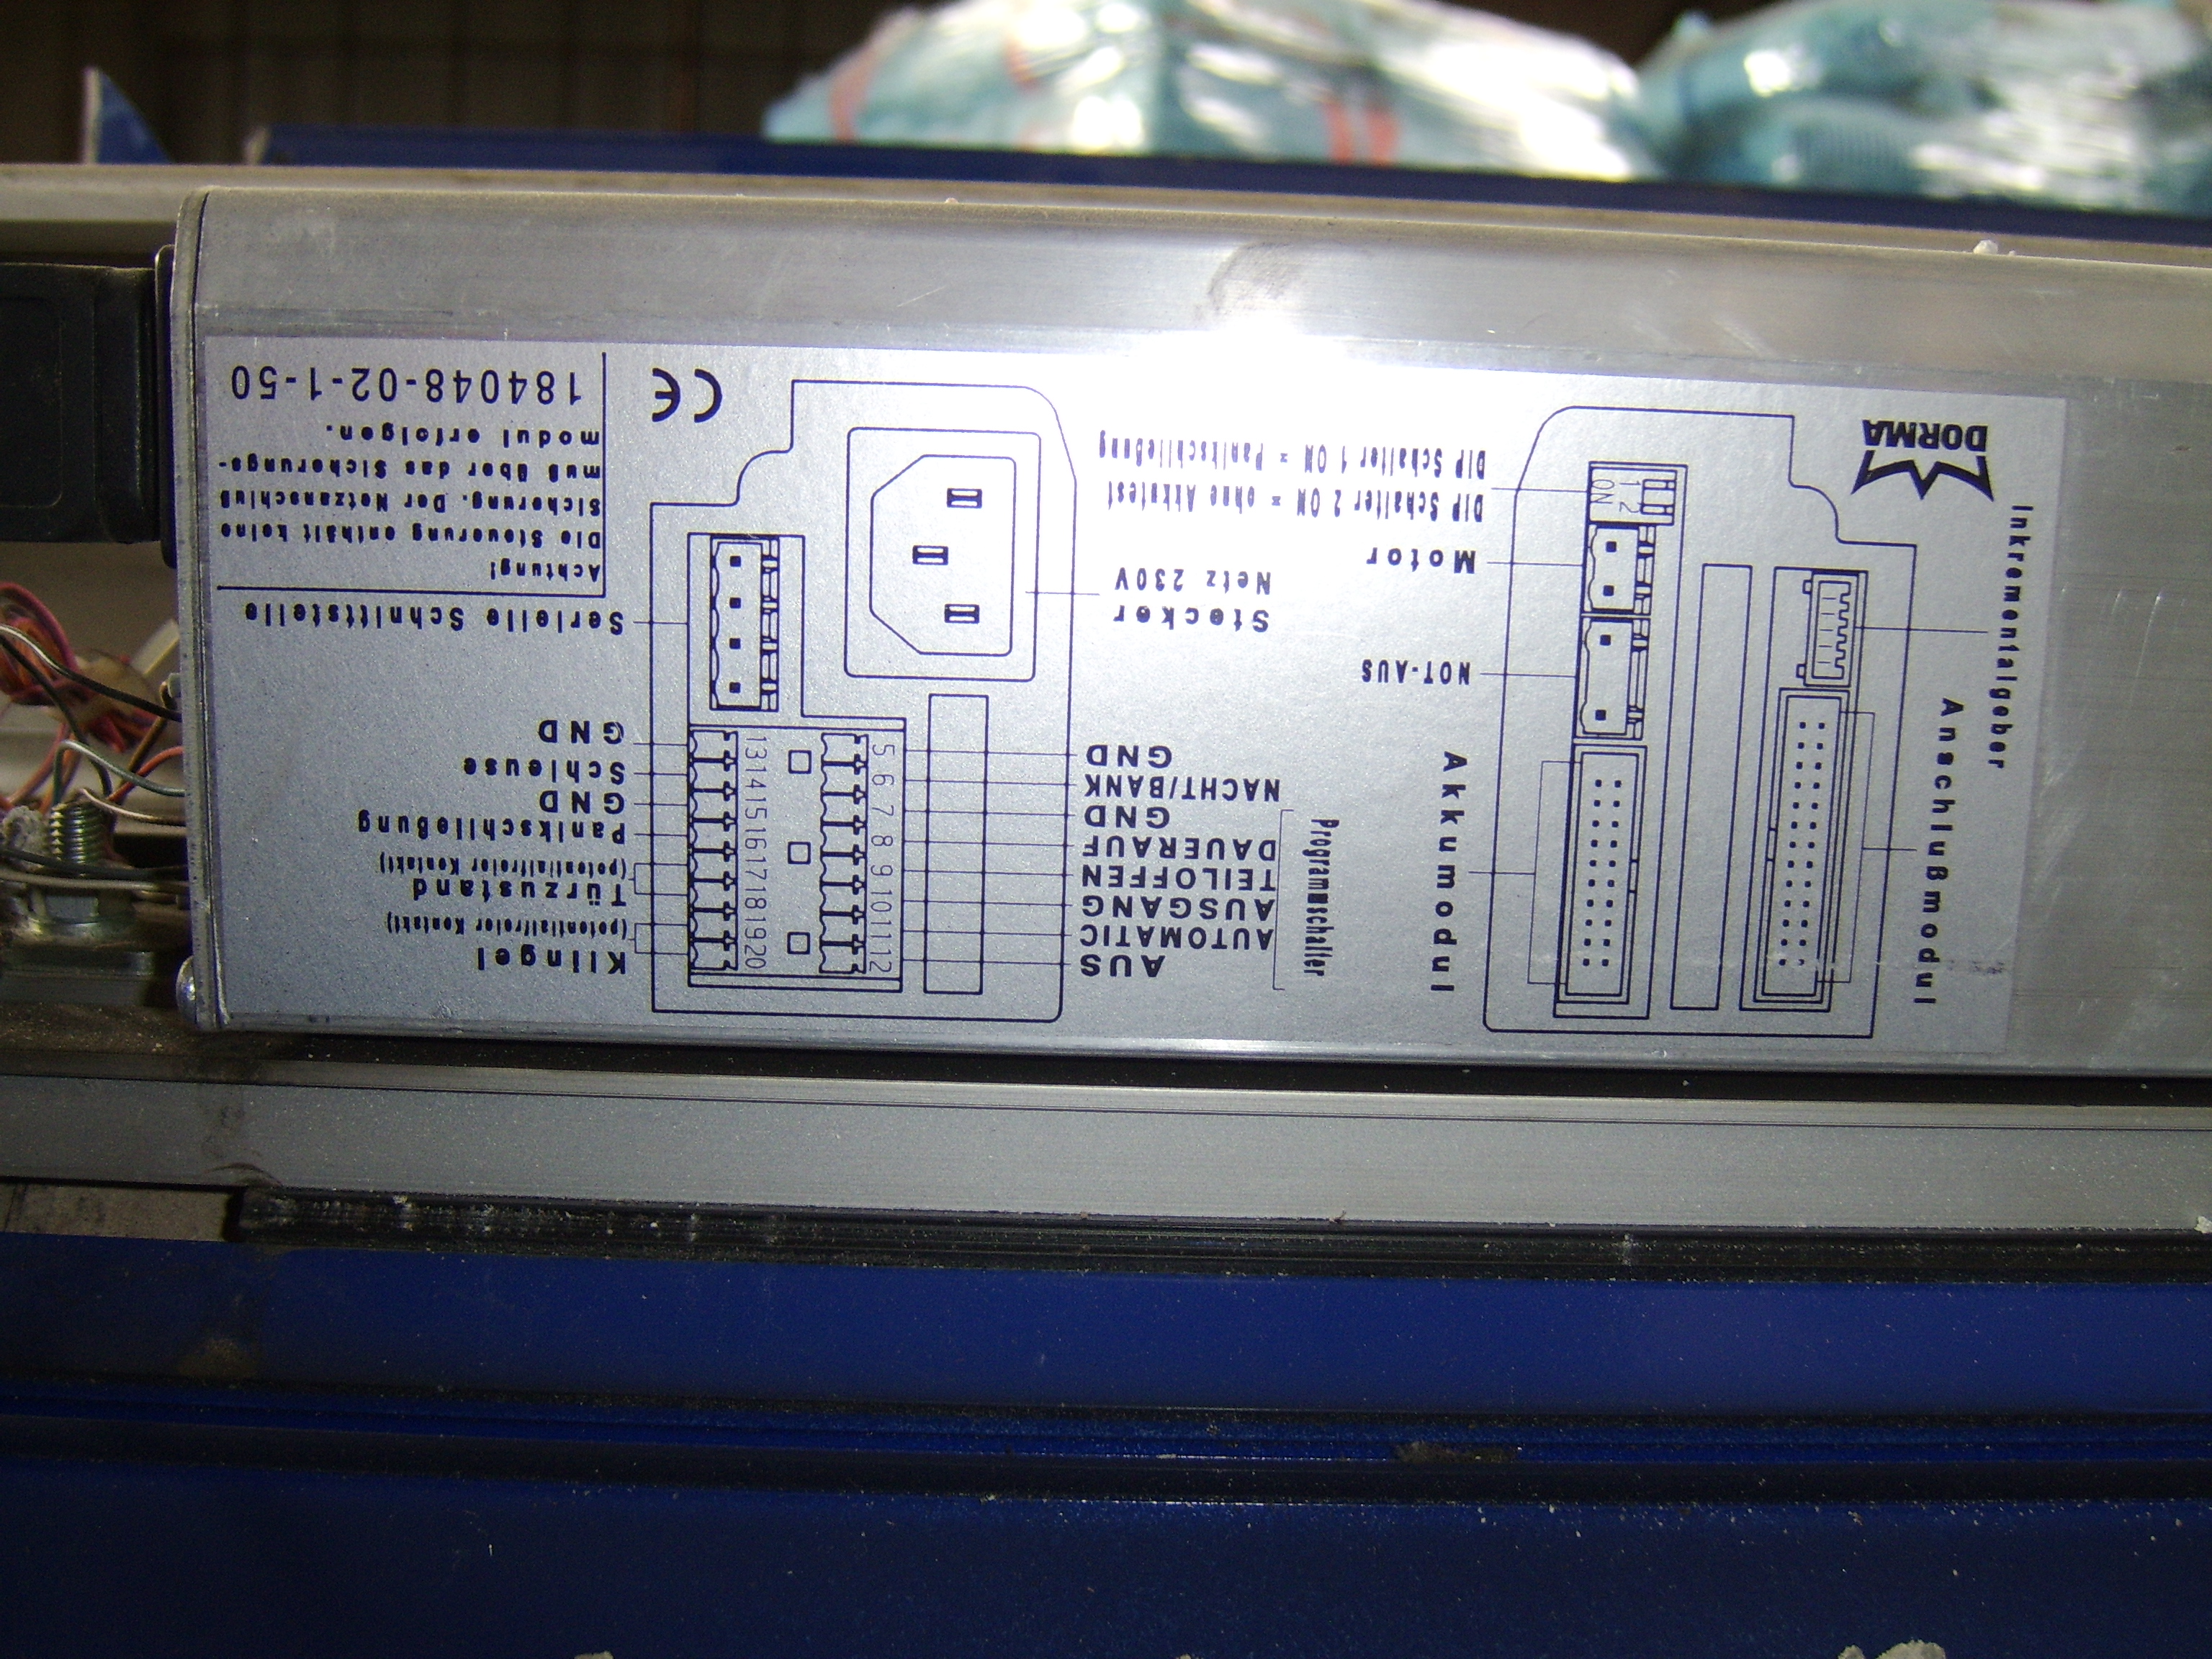 DORMA
Inkrementalgeber
Anschlußmodul
Akkumodul
NOT-AUS
Motor
DIP Schalter 2 ON = ohne Akkutest
DIP Schalter 1 ON = Panikschließung
ON
1 2
Programmschalter
AUS
AUTOMATIC
AUSGANG
TEILOFFEN
DAUERAUF
GND
NACHT/BANK
GND
Stecker
Netz 230V
5 6 7 8 9 10 11 12
13 14 15 16 17 18 19 20
CE
Klingel
(potentialfreier Kontakt)
Türzustand
(potentialfreier Kontakt)
Panikschließung
GND
Schleuse
GND
Serielle Schnittstelle
Achtung!
Die Steuerung enthält keine
Sicherung. Der Netzanschluß
muß über das Sicherungs-
modul erfolgen.
184048-02-1-50